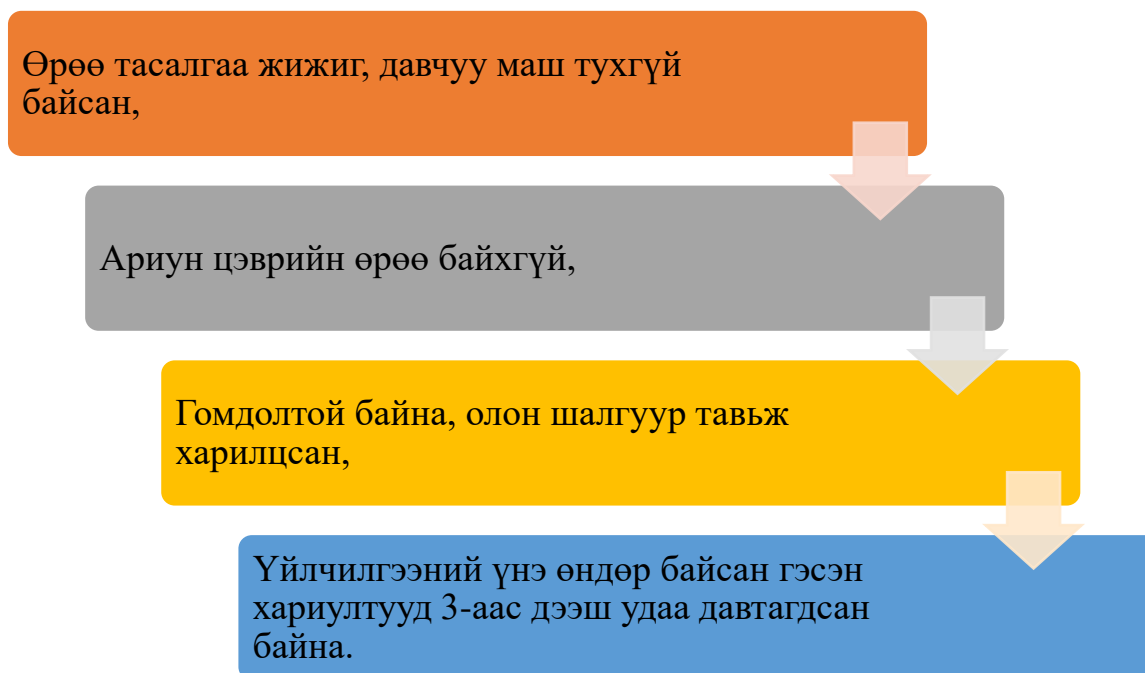 Өрөө тасалгаа жижиг, давчуу маш тухгүй
байсан,
Ариун цэврийн өрөө байхгүй,
Гомдолтой байна, олон шалгуур тавьж
харилцсан,
Үйлчилгээний үнэ өндөр байсан гэсэн
хариултууд 3-аас дээш удаа давтагдсан
байна.